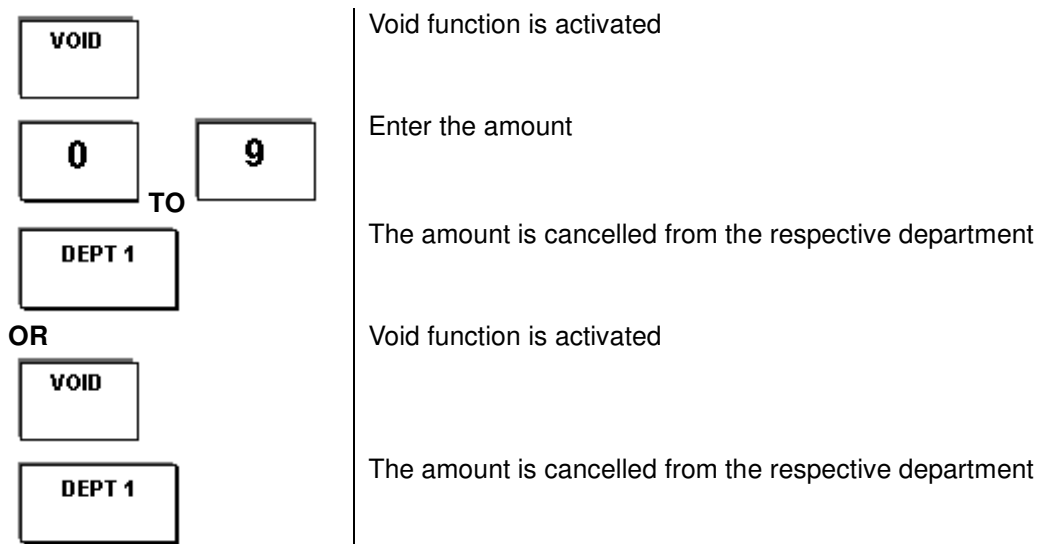 VOID
Void function is activated
0 TO 9
Enter the amount
DEPT 1
The amount is cancelled from the respective department
OR
Void function is activated
VOID
DEPT 1
The amount is cancelled from the respective department